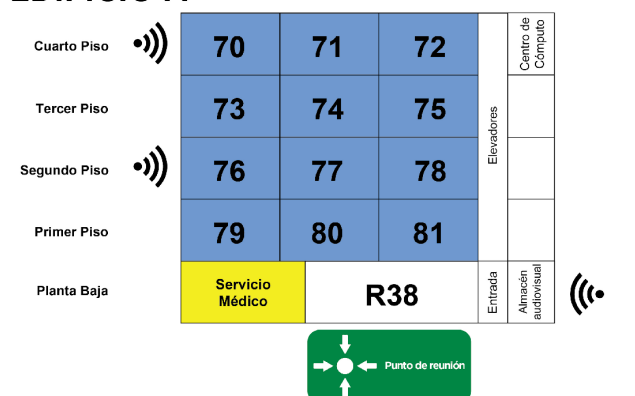 Cuarto Piso
70 71 72
Centro de
Cómputo
Tercer Piso
73 74 75
Elevadores
Segundo Piso
76 77 78
Primer Piso
79 80 81
Planta Baja
Servicio
Médico
R38
Entrada
Almacén
audiovisual
Punto de reunión